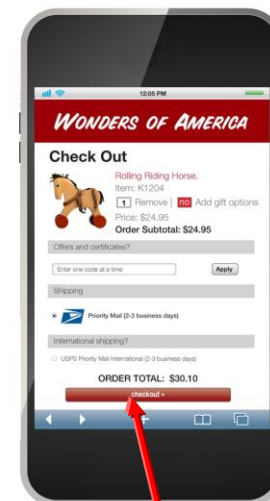 12:05 PM
WONDERS OF AMERICA
Check Out
Rolling Riding Horse.
Item: K1204
1 Remove | no Add gift options
Price: $24.95
Order Subtotal: $24.95
Offers and certificates?
Enter one code at a time Apply
Shipping
Priority Mail (2-3 business days)
International shipping?
USPS Priority Mail International (2-3 business days)
ORDER TOTAL: $30.10
checkout »